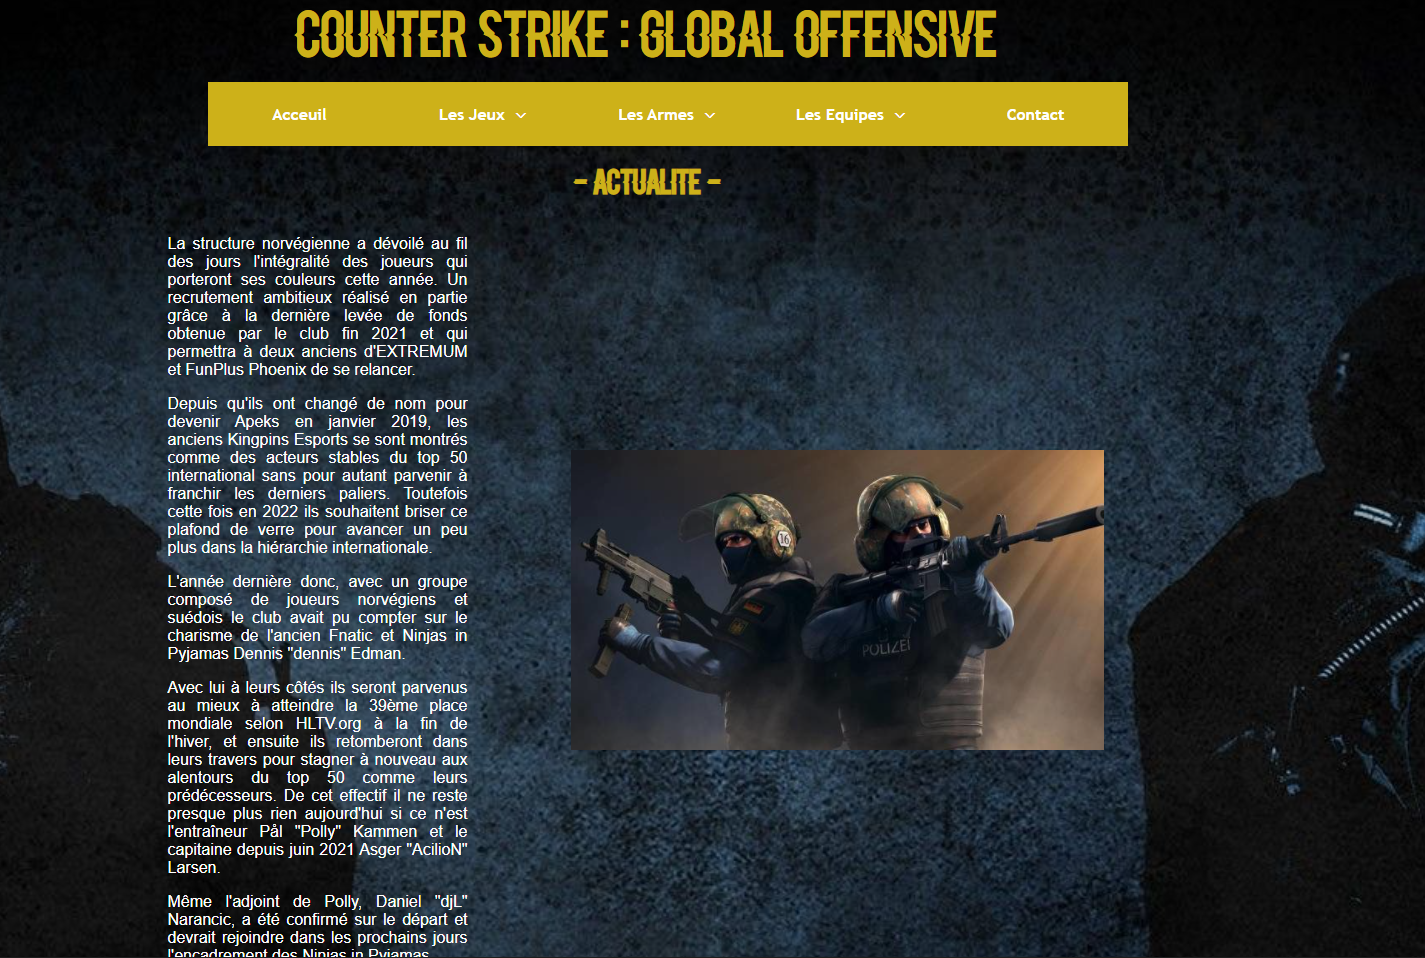 COUNTER STRIKE : GLOBAL OFFENSIVE
Acceuil Les Jeux Les Armes Les Equipes Contact
- ACTUALITE -
La structure norvégienne a dévoilé au fil
des jours l'intégralité des joueurs qui
porteront ses couleurs cette année. Un
recrutement ambitieux réalisé en partie
grâce à la dernière levée de fonds
obtenue par le club fin 2021 et qui
permettra à deux anciens d'EXTREMUM
et FunPlus Phoenix de se relancer.
Depuis qu'ils ont changé de nom pour
devenir Apeks en janvier 2019, les
anciens Kingpins Esports se sont montrés
comme des acteurs stables du top 50
international sans pour autant parvenir à
franchir les derniers paliers. Toutefois
cette fois en 2022 ils souhaitent briser ce
plafond de verre pour avancer un peu
plus dans la hiérarchie internationale.
L'année dernière donc, avec un groupe
composé de joueurs norvégiens et
suédois le club avait pu compter sur le
charisme de l'ancien Fnatic et Ninjas in
Pyjamas Dennis "dennis" Edman.
Avec lui à leurs côtés ils seront parvenus
au mieux à atteindre la 39ème place
mondiale selon HLTV.org à la fin de
l'hiver, et ensuite ils retomberont dans
leurs travers pour stagner à nouveau aux
alentours du top 50 comme leurs
prédécesseurs. De cet effectif il ne reste
presque plus rien aujourd'hui si ce n'est
l'entraîneur Pål "Polly" Kammen et le
capitaine depuis juin 2021 Asger "AcilioN"
Larsen.
Même l'adjoint de Polly, Daniel "djL"
Narancic, a été confirmé sur le départ et
devrait rejoindre dans les prochains jours
l'encadrement des Ninjas in Pyjamas.
16
POLIZEI